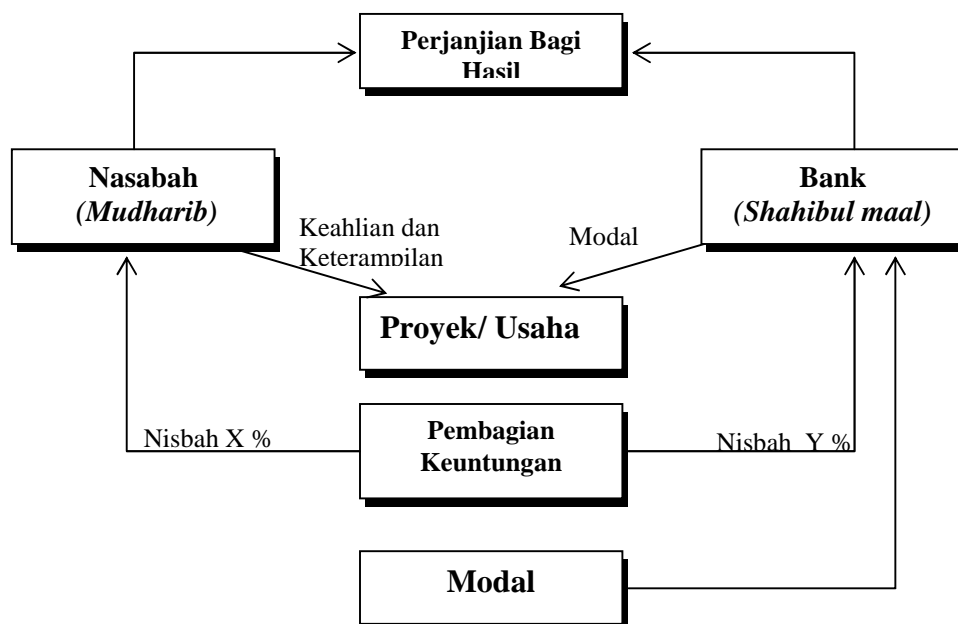 Perjanjian Bagi
Hasil
Nasabah
(Mudharib)
Bank
(Shahibul maal)
Keahlian dan
Keterampilan
Modal
Proyek/ Usaha
Nisbah X %
Pembagian
Keuntungan
Nisbah Y %
Modal